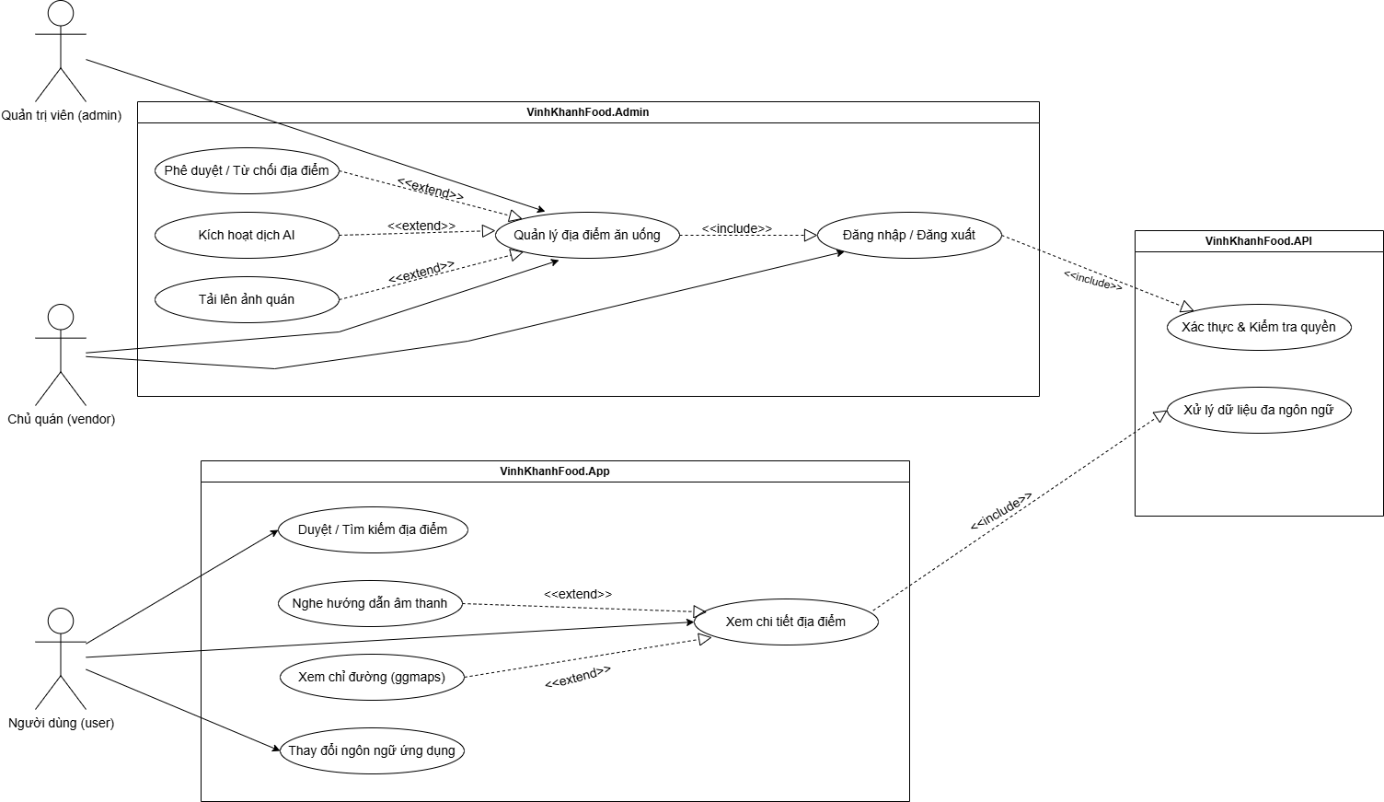 Quản trị viên (admin)
VinhKhanhFood.Admin
Phê duyệt / Từ chối địa điểm
<<extend>>
Kích hoạt dịch AI
<<extend>>
Quản lý địa điểm ăn uống
<<include>>
Đăng nhập / Đăng xuất
Tải lên ảnh quán
<<extend>>
<<include>>
VinhKhanhFood.API
Xác thực & Kiểm tra quyền
Xử lý dữ liệu đa ngôn ngữ
Chủ quán (vendor)
VinhKhanhFood.App
Duyệt / Tìm kiếm địa điểm
<<include>>
Nghe hướng dẫn âm thanh
<<extend>>
Xem chi tiết địa điểm
Xem chỉ đường (ggmaps)
<<extend>>
Người dùng (user)
Thay đổi ngôn ngữ ứng dụng